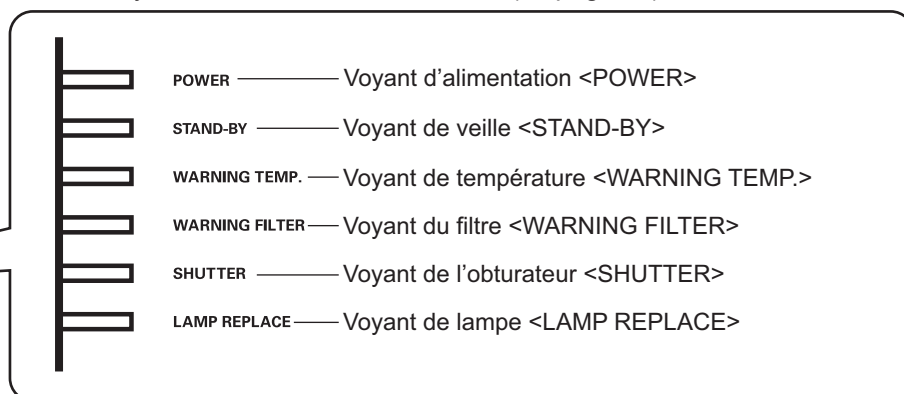 POWER Voyant d’alimentation <POWER>
STAND-BY Voyant de veille <STAND-BY>
WARNING TEMP. Voyant de température <WARNING TEMP.>
WARNING FILTER Voyant du filtre <WARNING FILTER>
SHUTTER Voyant de l’obturateur <SHUTTER>
LAMP REPLACE Voyant de lampe <LAMP REPLACE>